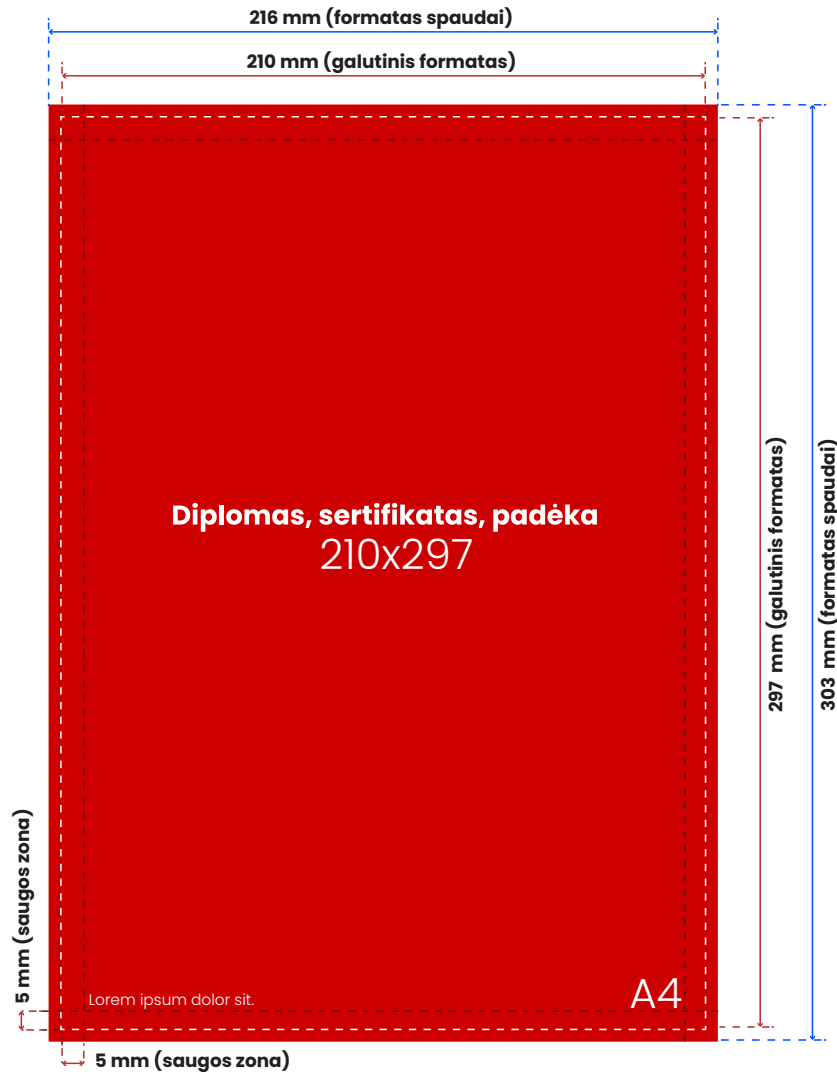 216 mm (formatas spaudai)
210 mm (galutinis formatas)
Diplomas, sertifikatas, padėka
210x297
297 mm (galutinis formatas)
303 mm (formatas spaudai)
5 mm (saugos zona)
Lorem ipsum dolor sit.
A4
5 mm (saugos zona)